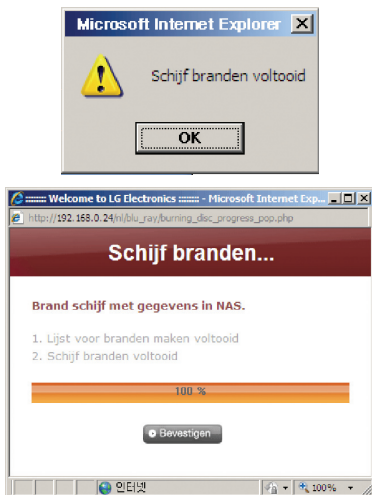 Microsoft Internet Explorer
Schijf branden voltooid
OK
::::::: Welcome to LG Electronics ::::::: - Microsoft Internet Exp...
http://192.168.0.24/nl/blu_ray/burning_disc_progress_pop.php
Schijf branden...
Brand schijf met gegevens in NAS.
1. Lijst voor branden maken voltooid
2. Schijf branden voltooid
100 %
Bevestigen
인터넷
100%